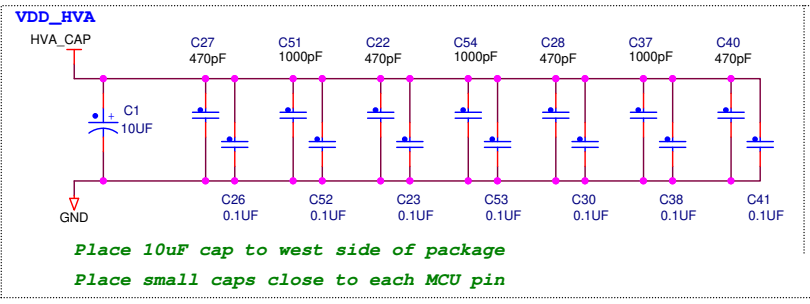 VDD_HVA
HVA_CAP
C27 C51 C22 C54 C28 C37 C40
470pF 1000pF 470pF 1000pF 470pF 1000pF 470pF
+ C1
10UF
C26 C52 C23 C53 C30 C38 C41
0.1UF 0.1UF 0.1UF 0.1UF 0.1UF 0.1UF 0.1UF
GND
Place 10uF cap to west side of package
Place small caps close to each MCU pin